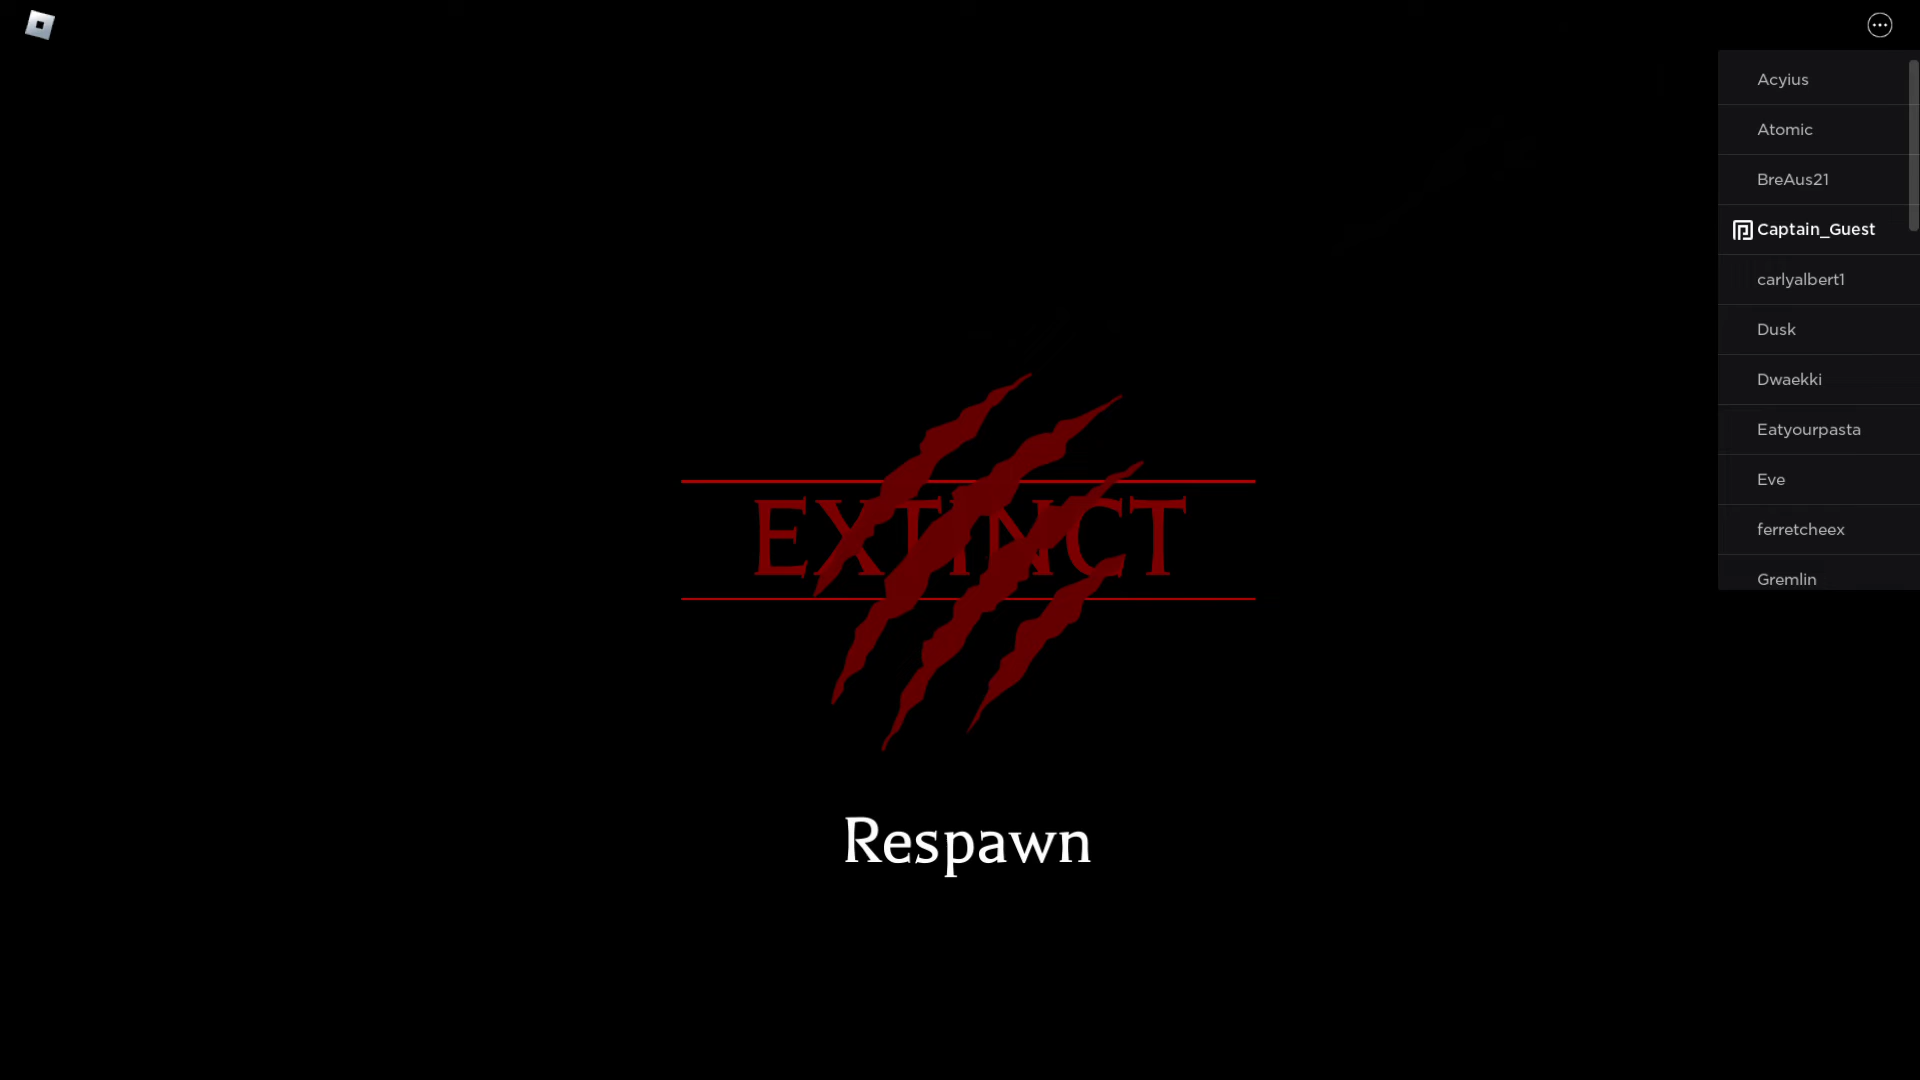 Acyius
Atomic
BreAus21
Captain_Guest
carlyalbert1
Dusk
Dwaekki
Eatyourpasta
Eve
ferretcheex
Gremlin
EXTINCT
Respawn